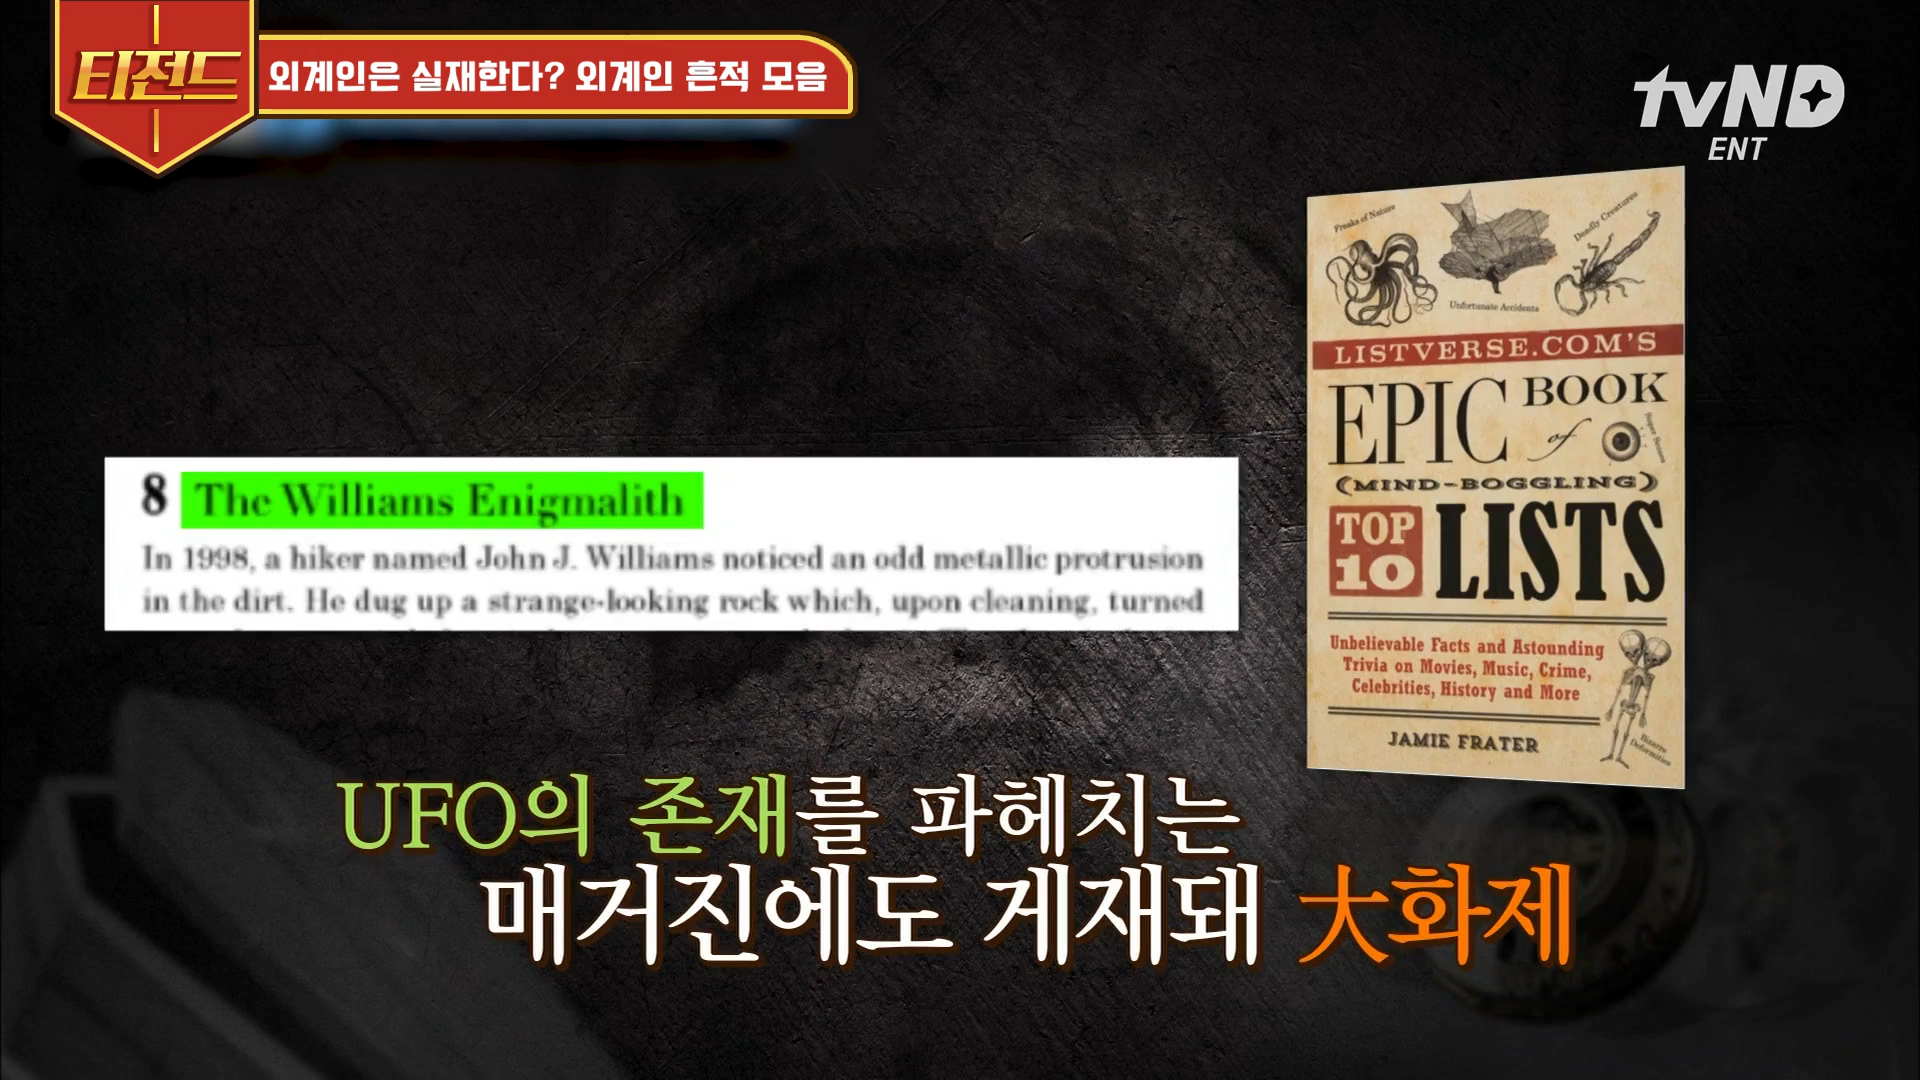 티전드
외계인은 실재한다? 외계인 흔적 모음
tvND
ENT
8 The Williams Enigmalith
In 1998, a hiker named John J. Williams noticed an odd metallic protrusion
in the dirt. He dug up a strange-looking rock which, upon cleaning, turned
Freaks of Nature
Unfortunate Accidents
Deadly Creatures
LISTVERSE.COM'S
EPIC BOOK
of
Super Senses
(MIND-BOGGLING)
TOP
10
LISTS
Unbelievable Facts and Astounding
Trivia on Movies, Music, Crime,
Celebrities, History and More
JAMIE FRATER
Bizarre
Deformities
UFO의 존재를 파헤치는
매거진에도 게재돼 大화제